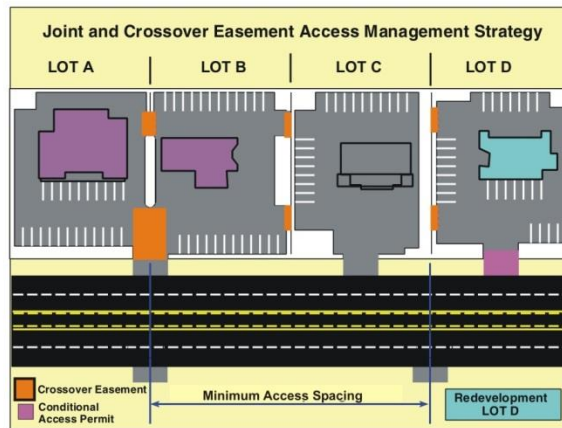 Joint and Crossover Easement Access Management Strategy
LOT A LOT B LOT C LOT D
Crossover Easement
Conditional
Access Permit
Minimum Access Spacing
Redevelopment
LOT D